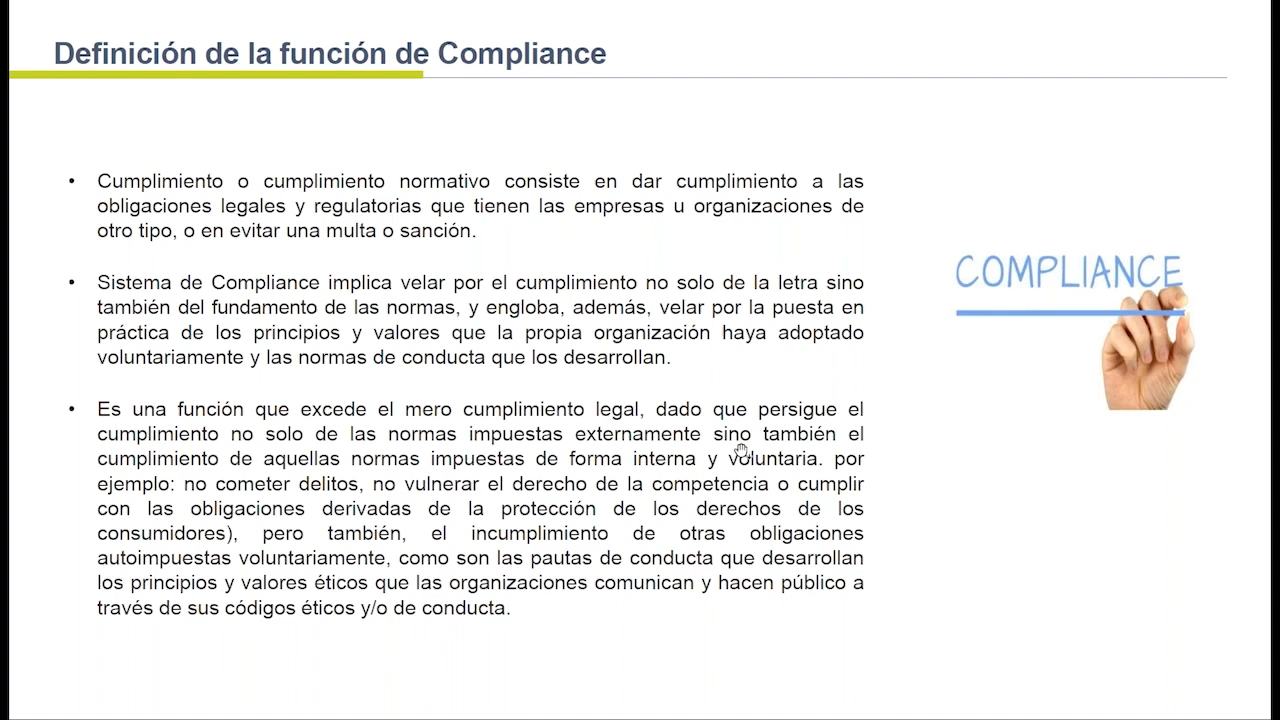 Definición de la función de Compliance
• Cumplimiento o cumplimiento normativo consiste en dar cumplimiento a las
obligaciones legales y regulatorias que tienen las empresas u organizaciones de
otro tipo, o en evitar una multa o sanción.
• Sistema de Compliance implica velar por el cumplimiento no solo de la letra sino
también del fundamento de las normas, y engloba, además, velar por la puesta en
práctica de los principios y valores que la propia organización haya adoptado
voluntariamente y las normas de conducta que los desarrollan.
• Es una función que excede el mero cumplimiento legal, dado que persigue el
cumplimiento no solo de las normas impuestas externamente sino también el
cumplimiento de aquellas normas impuestas de forma interna y voluntaria. por
ejemplo: no cometer delitos, no vulnerar el derecho de la competencia o cumplir
con las obligaciones derivadas de la protección de los derechos de los
consumidores), pero también, el incumplimiento de otras obligaciones
autoimpuestas voluntariamente, como son las pautas de conducta que desarrollan
los principios y valores éticos que las organizaciones comunican y hacen público a
través de sus códigos éticos y/o de conducta.
COMPLIANCE